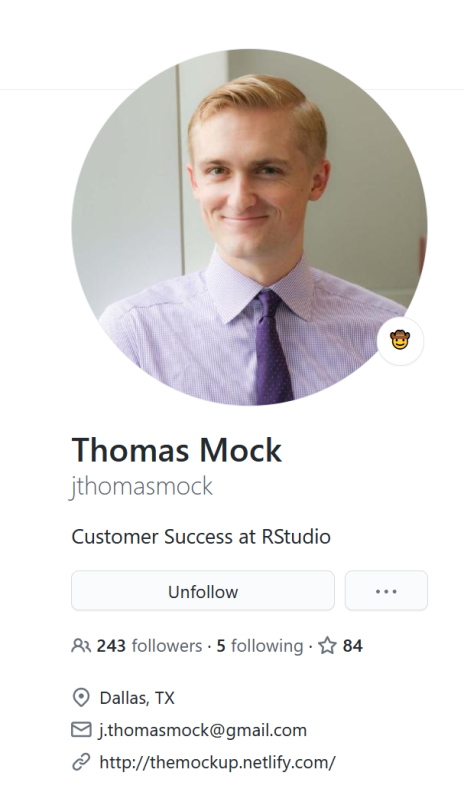 Thomas Mock
jthomasmock
Customer Success at RStudio
Unfollow
243 followers · 5 following · 84
Dallas, TX
j.thomasmock@gmail.com
http://themockup.netlify.com/